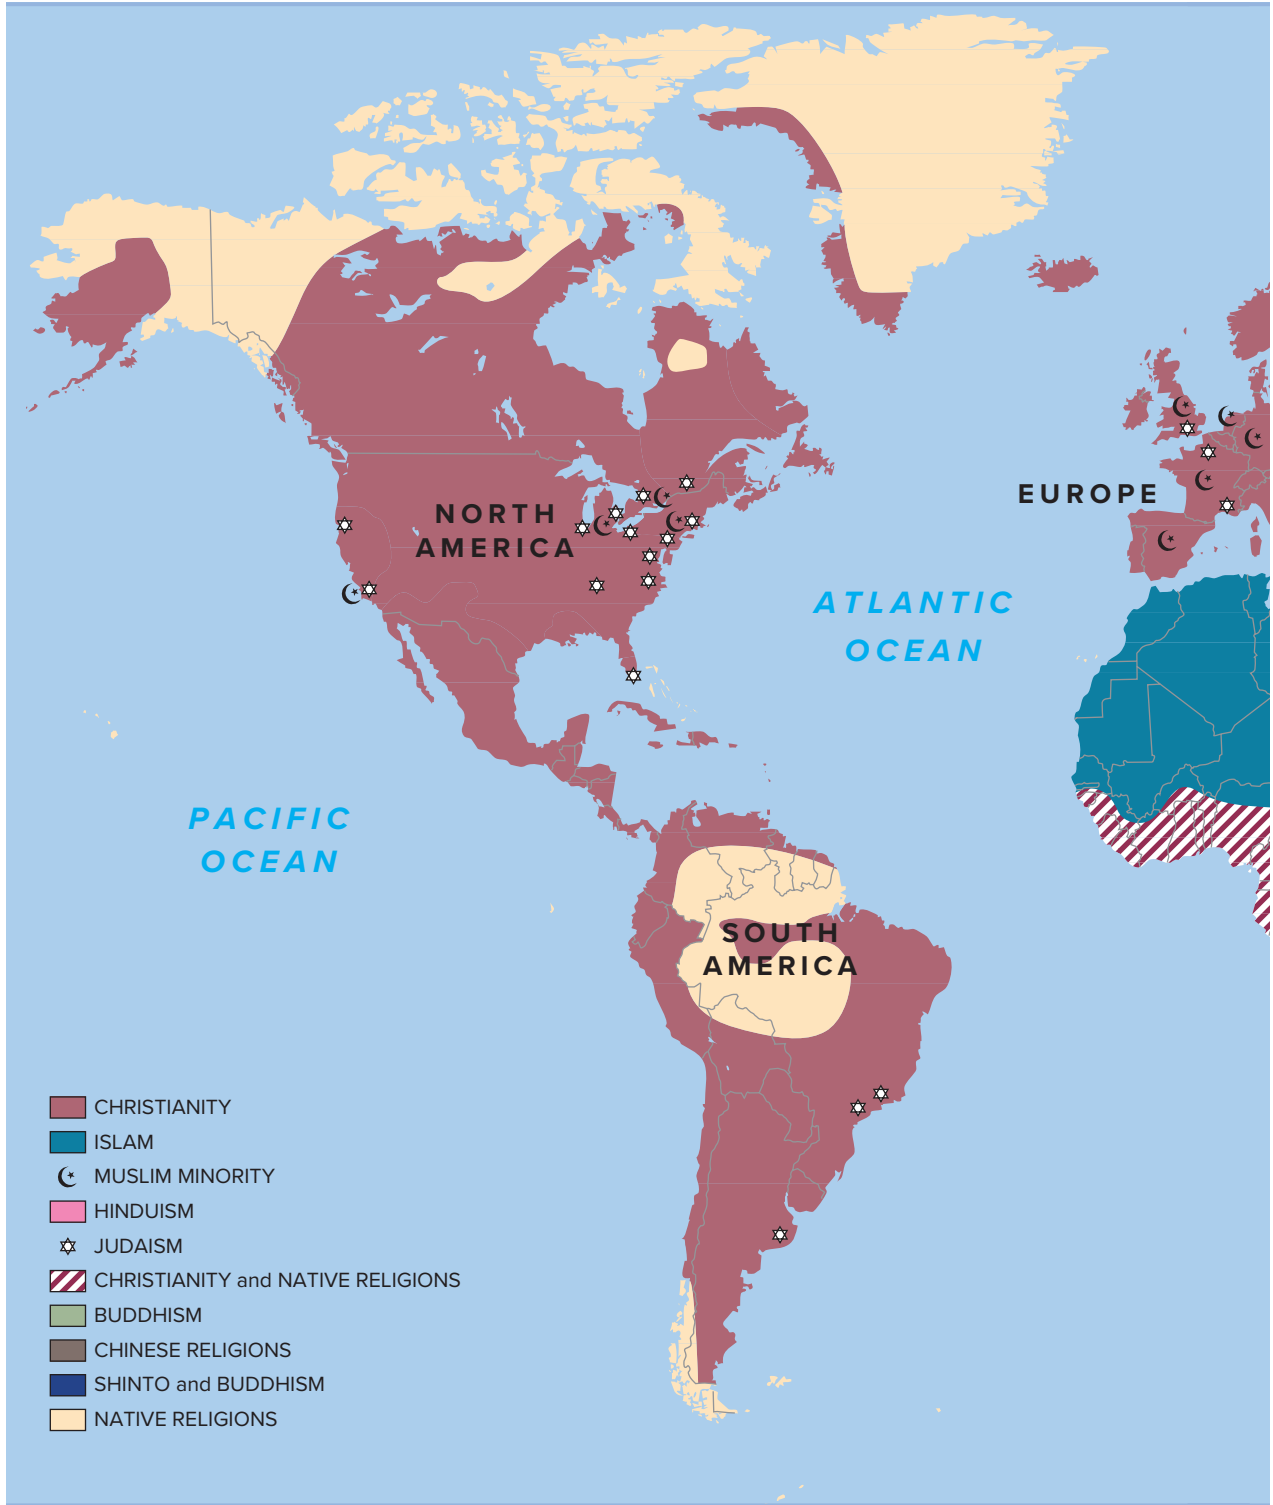 NORTH
AMERICA
EUROPE
ATLANTIC
OCEAN
PACIFIC
OCEAN
SOUTH
AMERICA
CHRISTIANITY
ISLAM
MUSLIM MINORITY
HINDUISM
JUDAISM
CHRISTIANITY and NATIVE RELIGIONS
BUDDHISM
CHINESE RELIGIONS
SHINTO and BUDDHISM
NATIVE RELIGIONS